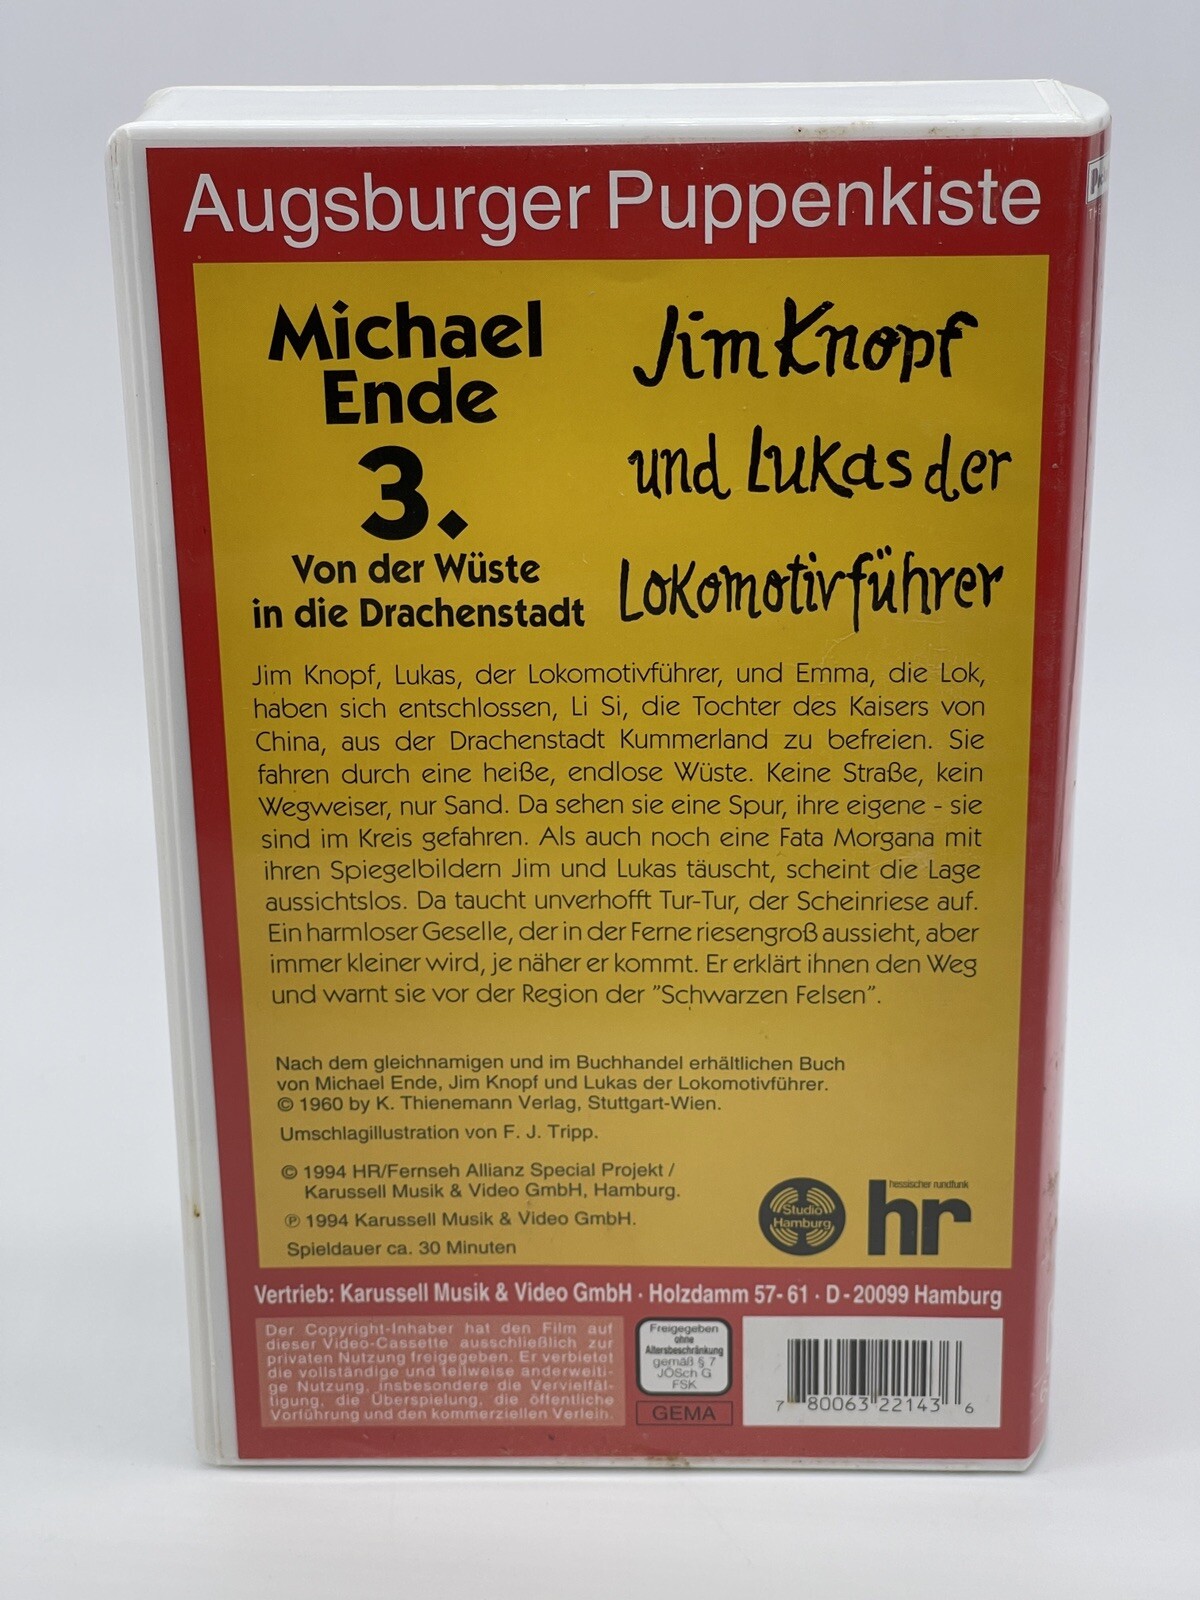 Augsburger Puppenkiste
Michael
Ende
3.
Von der Wüste
in die Drachenstadt
Jim Knopf
und Lukas der
Lokomotivführer
Jim Knopf, Lukas, der Lokomotivführer, und Emma, die Lok,
haben sich entschlossen, Li Si, die Tochter des Kaisers von
China, aus der Drachenstadt Kummerland zu befreien. Sie
fahren durch eine heiße, endlose Wüste. Keine Straße, kein
Wegweiser, nur Sand. Da sehen sie eine Spur, ihre eigene - sie
sind im Kreis gefahren. Als auch noch eine Fata Morgana mit
ihren Spiegelbildern Jim und Lukas täuscht, scheint die Lage
aussichtslos. Da taucht unverhofft Tur-Tur, der Scheinriese auf.
Ein harmloser Geselle, der in der Ferne riesengroß aussieht, aber
immer kleiner wird, je näher er kommt. Er erklärt ihnen den Weg
und warnt sie vor der Region der "Schwarzen Felsen".
Nach dem gleichnamigen und im Buchhandel erhältlichen Buch
von Michael Ende, Jim Knopf und Lukas der Lokomotivführer.
© 1960 by K. Thienemann Verlag, Stuttgart-Wien.
Umschlagillustration von F. J. Tripp.
© 1994 HR/Fernseh Allianz Special Projekt /
Karussell Musik & Video GmbH, Hamburg.
℗ 1994 Karussell Musik & Video GmbH.
Spieldauer ca. 30 Minuten
Studio
Hamburg
hessischer rundfunk
hr
Vertrieb: Karussell Musik & Video GmbH · Holzdamm 57-61 · D-20099 Hamburg
Der Copyright-Inhaber hat den Film auf
dieser Video-Cassette ausschließlich zur
privaten Nutzung freigegeben. Er verbietet
die vollständige und teilweise anderweiti-
ge Nutzung, insbesondere die Vervielfäl-
tigung, die Überspielung, die öffentliche
Vorführung und den kommerziellen Verleih.
Freigegeben
ohne
Altersbeschränkung
gemäß § 7
JÖSch G
FSK
GEMA
7 80063 22143 6